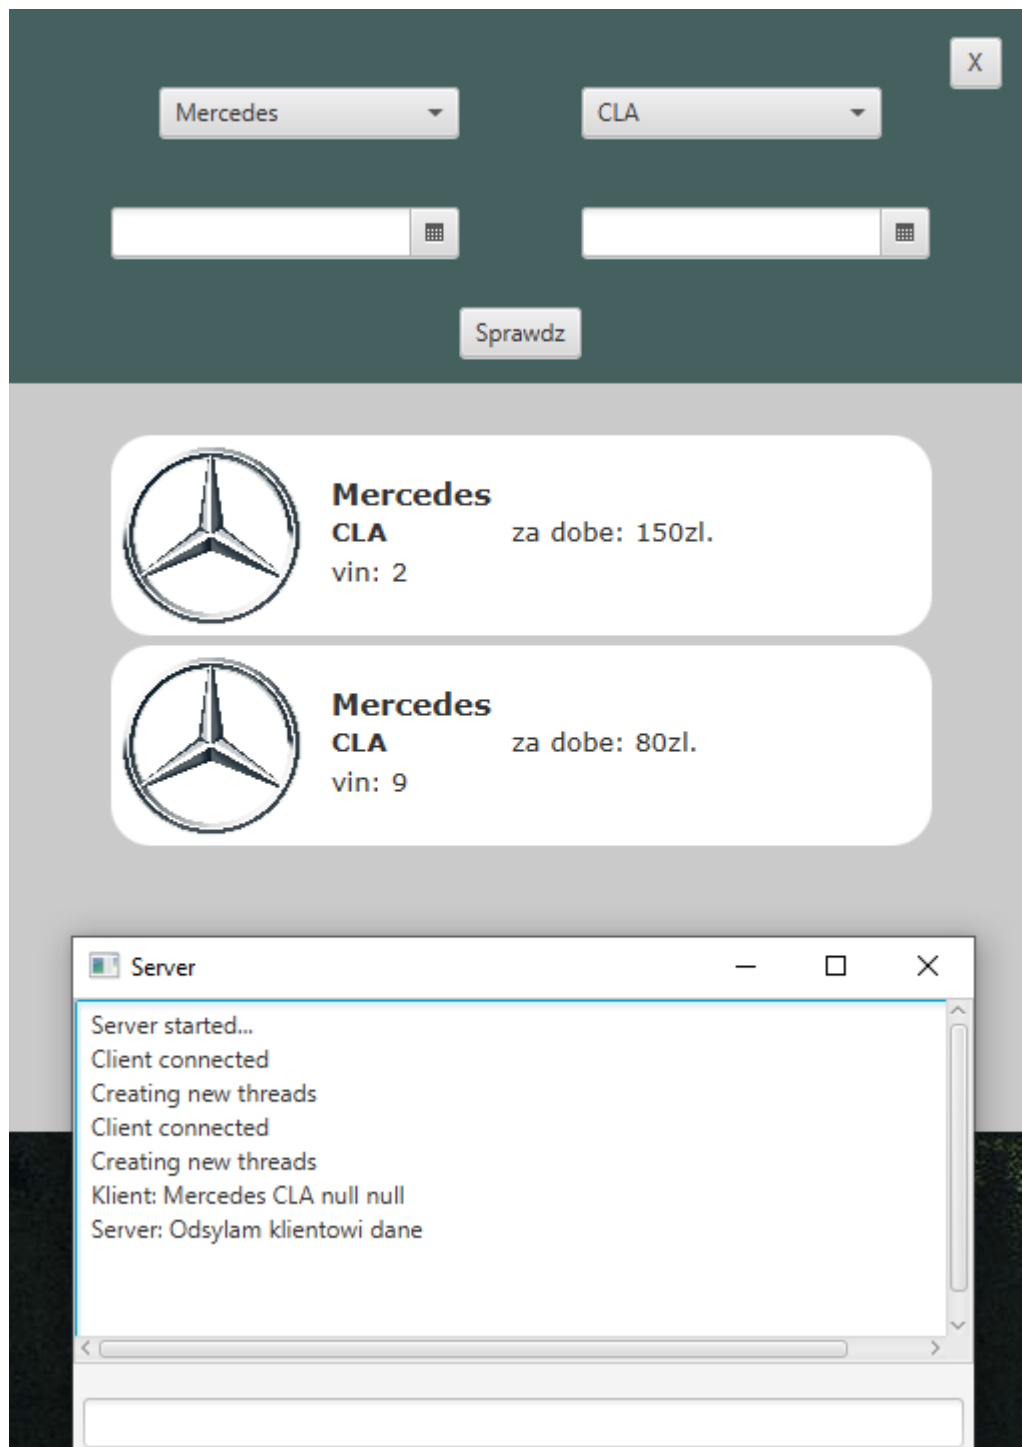 X
Mercedes
CLA
Sprawdz
Mercedes
CLA
za dobe: 150zl.
vin: 2
Mercedes
CLA
za dobe: 80zl.
vin: 9
Server
Server started...
Client connected
Creating new threads
Client connected
Creating new threads
Klient: Mercedes CLA null null
Server: Odsylam klientowi dane